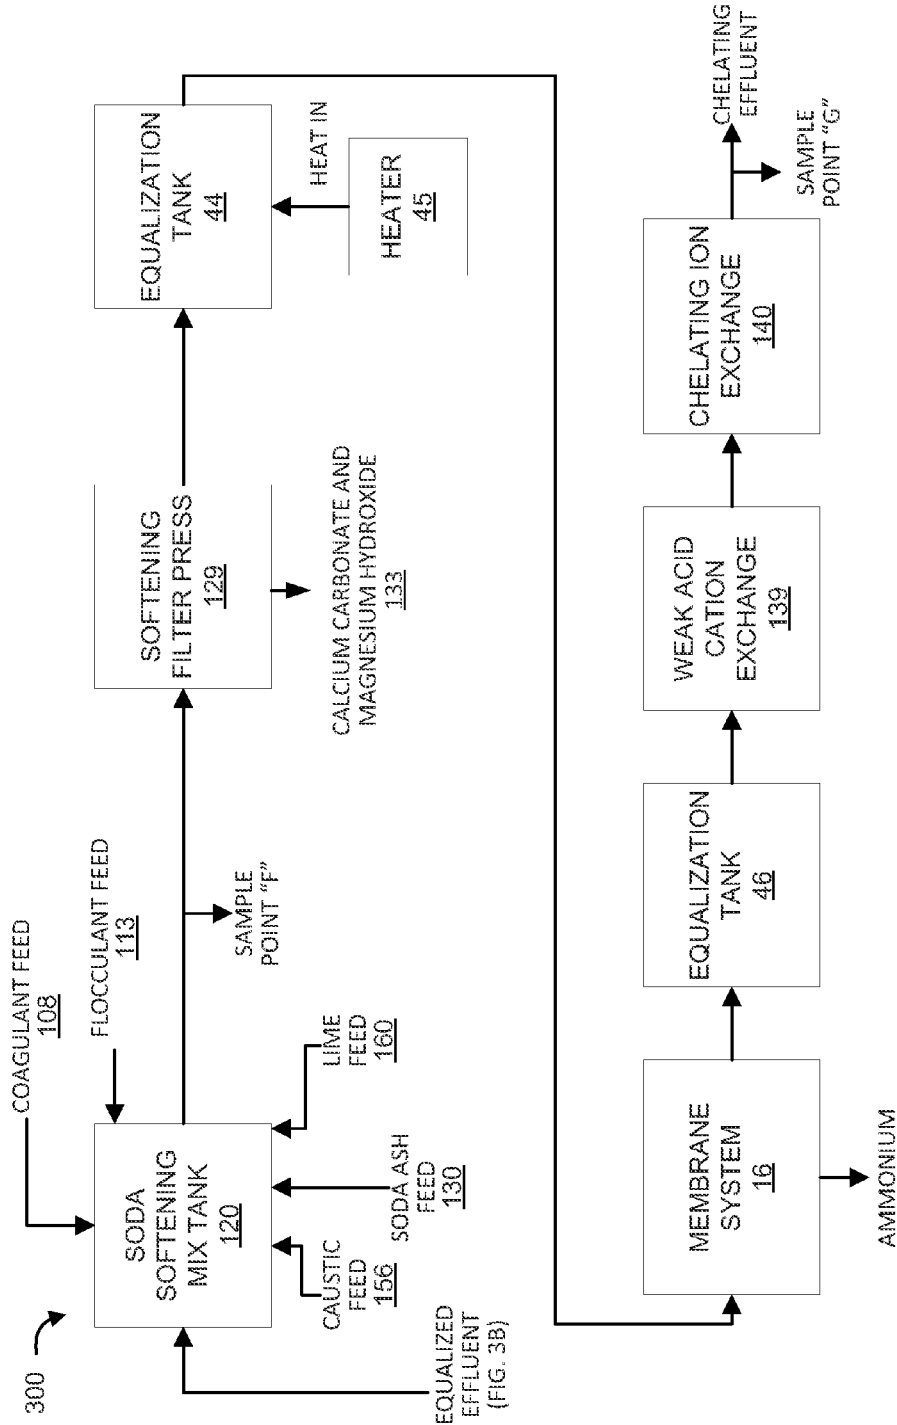 300
COAGULANT FEED
108
FLOCCULANT FEED
113
SODA
SOFTENING
MIX TANK
120
EQUALIZED
EFFLUENT
(FIG. 3B)
CAUSTIC
FEED
156
SODA ASH
FEED
130
LIME
FEED
160
SAMPLE
POINT "F"
SOFTENING
FILTER PRESS
129
CALCIUM CARBONATE AND
MAGNESIUM HYDROXIDE
133
EQUALIZATION
TANK
44
HEAT IN
HEATER
45
MEMBRANE
SYSTEM
16
AMMONIUM
EQUALIZATION
TANK
46
WEAK ACID
CATION
EXCHANGE
139
CHELATING ION
EXCHANGE
140
CHELATING
EFFLUENT
SAMPLE
POINT "G"